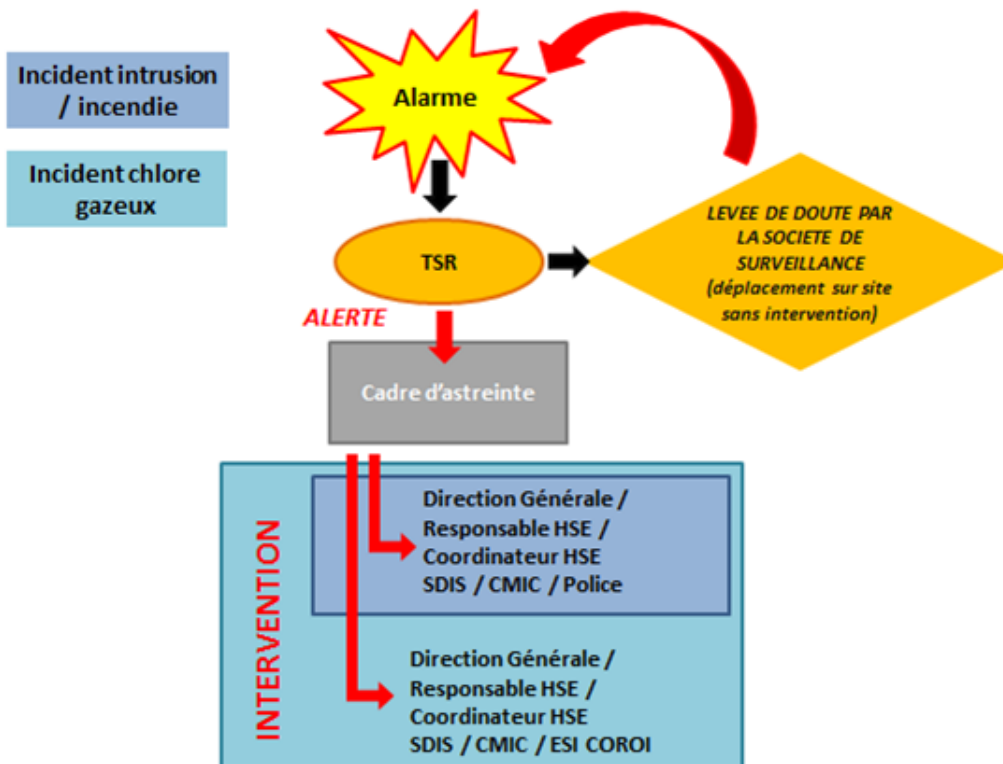 Incident intrusion
/ incendie
Incident chlore
gazeux
Alarme
TSR
LEVEE DE DOUTE PAR
LA SOCIETE DE
SURVEILLANCE
(déplacement sur site
sans intervention)
ALERTE
Cadre d'astreinte
INTERVENTION
Direction Générale /
Responsable HSE /
Coordinateur HSE
SDIS / CMIC / Police
Direction Générale /
Responsable HSE /
Coordinateur HSE
SDIS / CMIC / ESI COROI